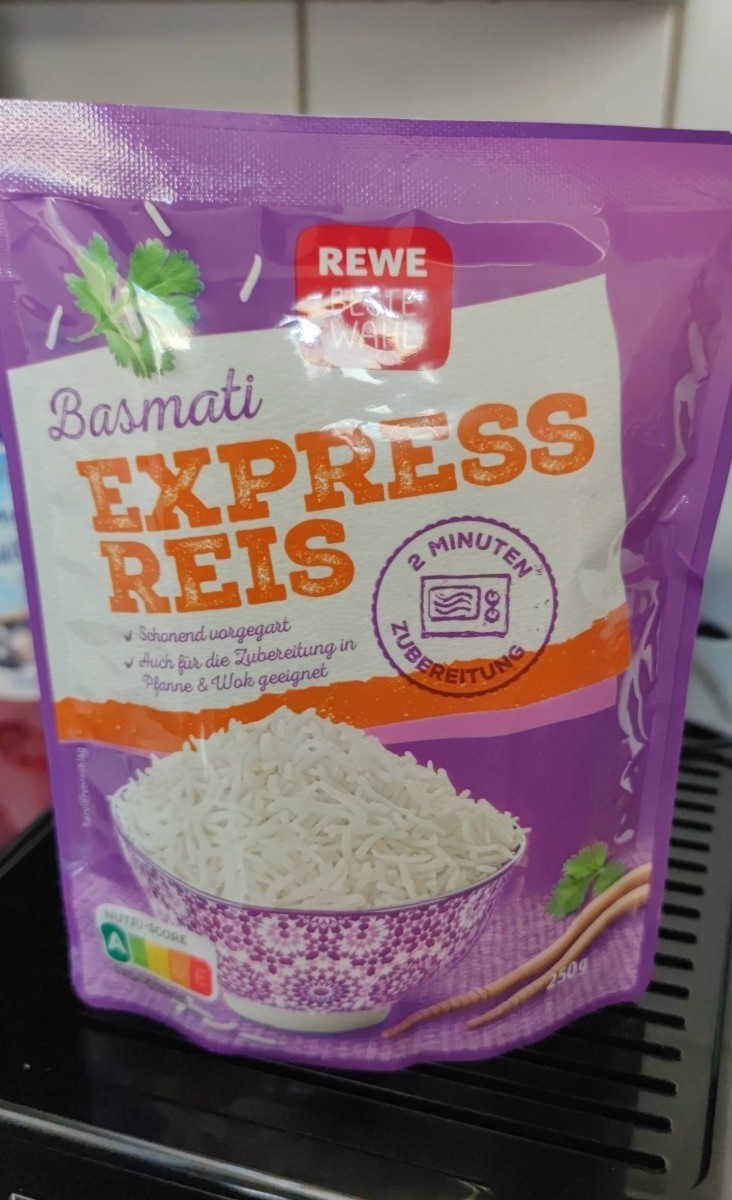 REWE
BESTE
WAHL
Basmati
EXPRESS
REIS
✓ Schonend vorgegart
✓ Auch für die Zubereitung in
Pfanne & Wok geeignet
2 MINUTEN
ZUBEREITUNG
NUTRI-SCORE
A
E
250g